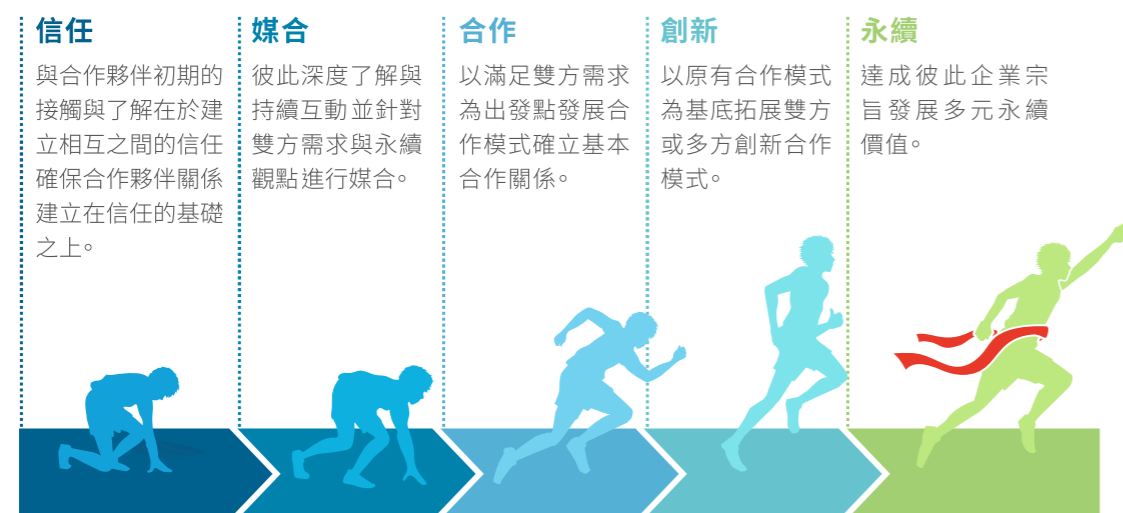 信任
與合作夥伴初期的
接觸與了解在於建
立相互之間的信任
確保合作夥伴關係
建立在信任的基礎
之上。
媒合
彼此深度了解與
持續互動並針對
雙方需求與永續
觀點進行媒合。
合作
以滿足雙方需求
為出發點發展合
作模式確立基本
合作關係。
創新
以原有合作模式
為基底拓展雙方
或多方創新合作
模式。
永續
達成彼此企業宗
旨發展多元永續
價值。